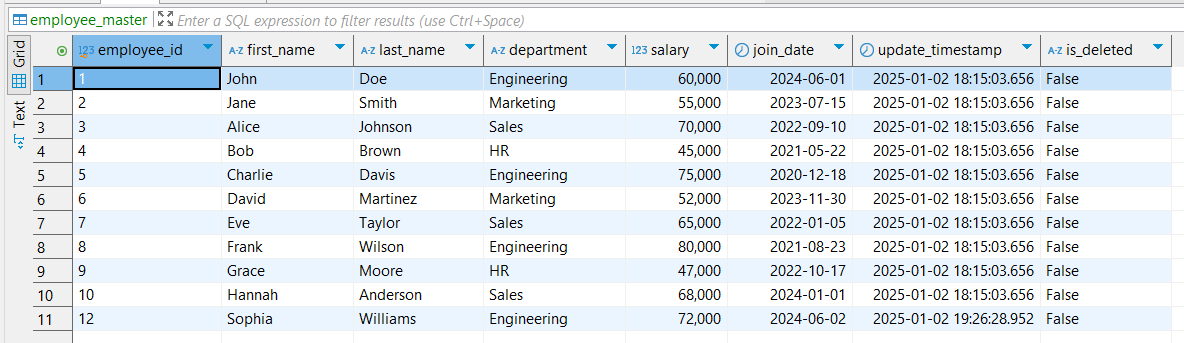 employee_master Enter a SQL expression to filter results (use Ctrl+Space)
Grid
Text
123 employee_id A-Z first_name A-Z last_name A-Z department 123 salary join_date update_timestamp A-Z is_deleted
1 1 John Doe Engineering 60,000 2024-06-01 2025-01-02 18:15:03.656 False
2 2 Jane Smith Marketing 55,000 2023-07-15 2025-01-02 18:15:03.656 False
3 3 Alice Johnson Sales 70,000 2022-09-10 2025-01-02 18:15:03.656 False
4 4 Bob Brown HR 45,000 2021-05-22 2025-01-02 18:15:03.656 False
5 5 Charlie Davis Engineering 75,000 2020-12-18 2025-01-02 18:15:03.656 False
6 6 David Martinez Marketing 52,000 2023-11-30 2025-01-02 18:15:03.656 False
7 7 Eve Taylor Sales 65,000 2022-01-05 2025-01-02 18:15:03.656 False
8 8 Frank Wilson Engineering 80,000 2021-08-23 2025-01-02 18:15:03.656 False
9 9 Grace Moore HR 47,000 2022-10-17 2025-01-02 18:15:03.656 False
10 10 Hannah Anderson Sales 68,000 2024-01-01 2025-01-02 18:15:03.656 False
11 12 Sophia Williams Engineering 72,000 2024-06-02 2025-01-02 19:26:28.952 False